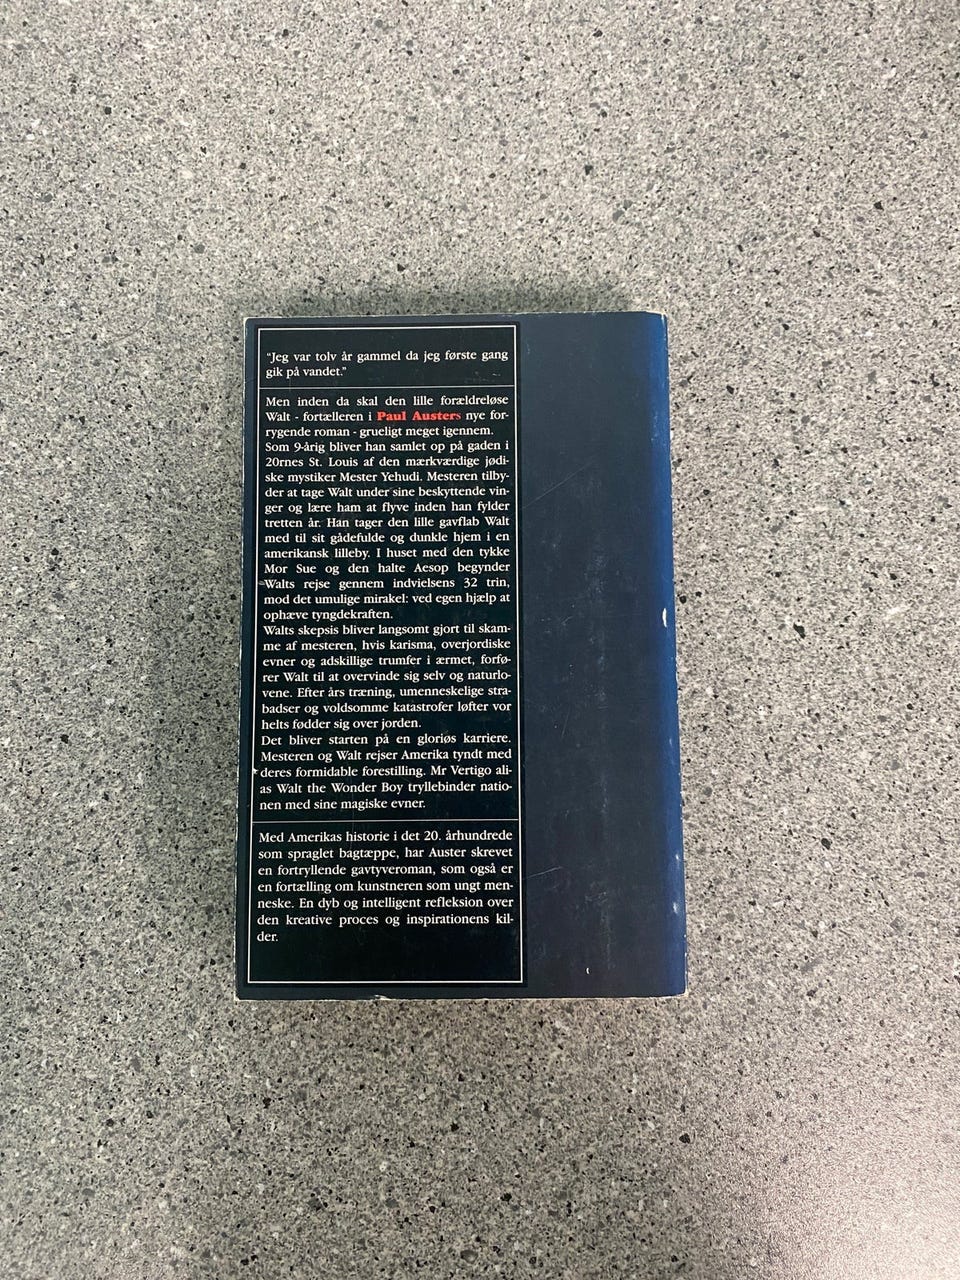 "Jeg var tolv år gammel da jeg første gang
gik på vandet."
Men inden da skal den lille forældreløse
Walt - fortælleren i Paul Austers nye for-
rygende roman - grueligt meget igennem.
Som 9-årig bliver han samlet op på gaden i
20rnes St. Louis af den mærkværdige jødi-
ske mystiker Mester Yehudi. Mesteren tilby-
der at tage Walt under sine beskyttende vin-
ger og lære ham at flyve inden han fylder
tretten år. Han tager den lille gavflab Walt
med til sit gådefulde og dunkle hjem i en
amerikansk lilleby. I huset med den tykke
Mor Sue og den halte Aesop begynder
Walts rejse gennem indvielsens 32 trin,
mod det umulige mirakel: ved egen hjælp at
ophæve tyngdekraften.
Walts skepsis bliver langsomt gjort til skam-
me af mesteren, hvis karisma, overjordiske
evner og adskillige trumfer i ærmet, forfø-
rer Walt til at overvinde sig selv og naturlo-
vene. Efter års træning, umenneskelige stra-
badser og voldsomme katastrofer løfter vor
helts fødder sig over jorden.
Det bliver starten på en gloriøs karriere.
Mesteren og Walt rejser Amerika tyndt med
deres formidable forestilling. Mr Vertigo ali-
as Walt the Wonder Boy tryllebinder natio-
nen med sine magiske evner.
Med Amerikas historie i det 20. århundrede
som spraglet bagtæppe, har Auster skrevet
en fortryllende gavtyveroman, som også er
en fortælling om kunstneren som ungt men-
neske. En dyb og intelligent refleksion over
den kreative proces og inspirationens kil-
der.